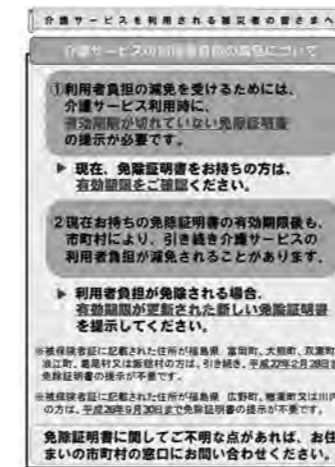 介護サービスを利用される被災者の皆さまへ
介護サービスの利用者負担の減免について
①利用者負担の減免を受けるためには、
介護サービス利用時に、
有効期限が切れていない免除証明書
の提示が必要です。
▶ 現在、免除証明書をお持ちの方は、
有効期限をご確認ください。
2現在お持ちの免除証明書の有効期限後も、
市町村により、引き続き介護サービスの
利用者負担が減免されることがあります。
▶ 利用者負担が免除される場合、
有効期限が更新された新しい免除証明書
を提示してください。
※被保険者証に記載された住所が福島県 富岡町、大熊町、双葉町
浪江町、葛尾村又は飯舘村の方は、引き続き、平成 年2月28日
免除証明書の提示が不要です。
※被保険者証に記載された住所が福島県 広野町、楢葉町又は川内
の方は、平成 年9月30日まで免除証明書の提示が不要です。
免除証明書に関してご不明な点があれば、お住
まいの市町村の窓口にお問い合わせください。